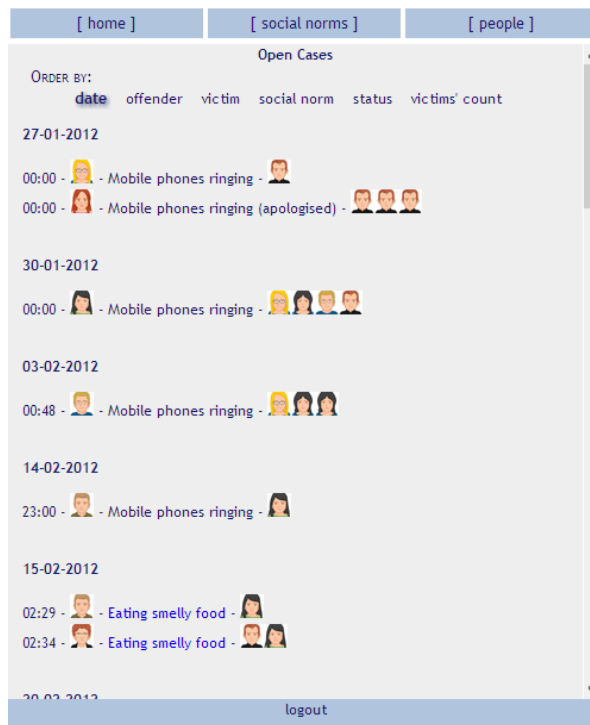 [ home ] [ social norms ] [ people ]
Open Cases
ORDER BY:
date offender victim social norm status victims' count
27-01-2012
00:00 - - Mobile phones ringing -
00:00 - - Mobile phones ringing (apologised) -
30-01-2012
00:00 - - Mobile phones ringing -
03-02-2012
00:48 - - Mobile phones ringing -
14-02-2012
23:00 - - Mobile phones ringing -
15-02-2012
02:29 - - Eating smelly food -
02:34 - - Eating smelly food -
logout